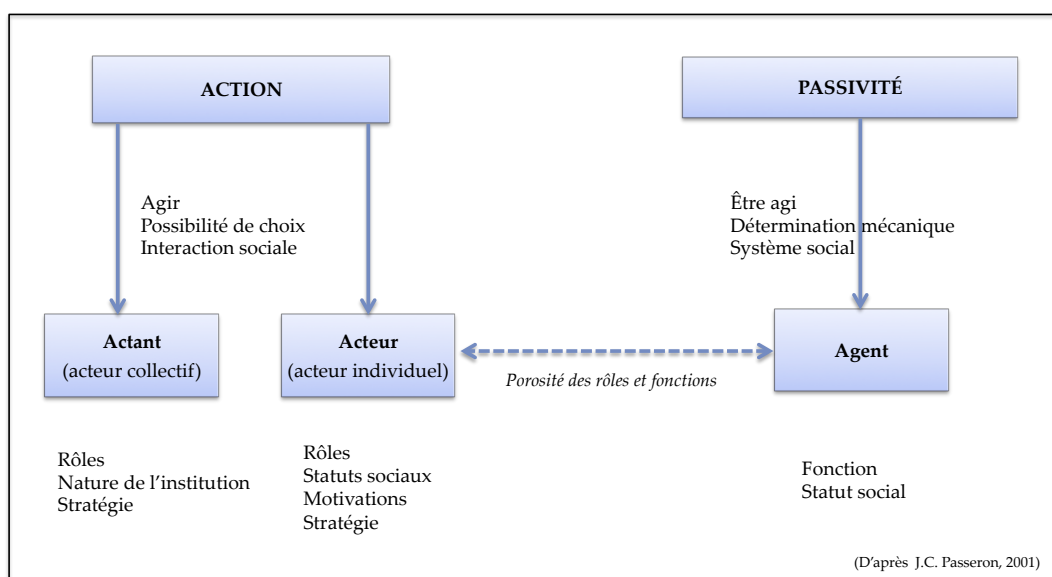 ACTION
PASSIVITÉ
Agir
Possibilité de choix
Interaction sociale
Être agi
Détermination mécanique
Système social
Actant
(acteur collectif)
Acteur
(acteur individuel)
Agent
Porosité des rôles et fonctions
Rôles
Nature de l’institution
Stratégie
Rôles
Statuts sociaux
Motivations
Stratégie
Fonction
Statut social
(D’après J.C. Passeron, 2001)